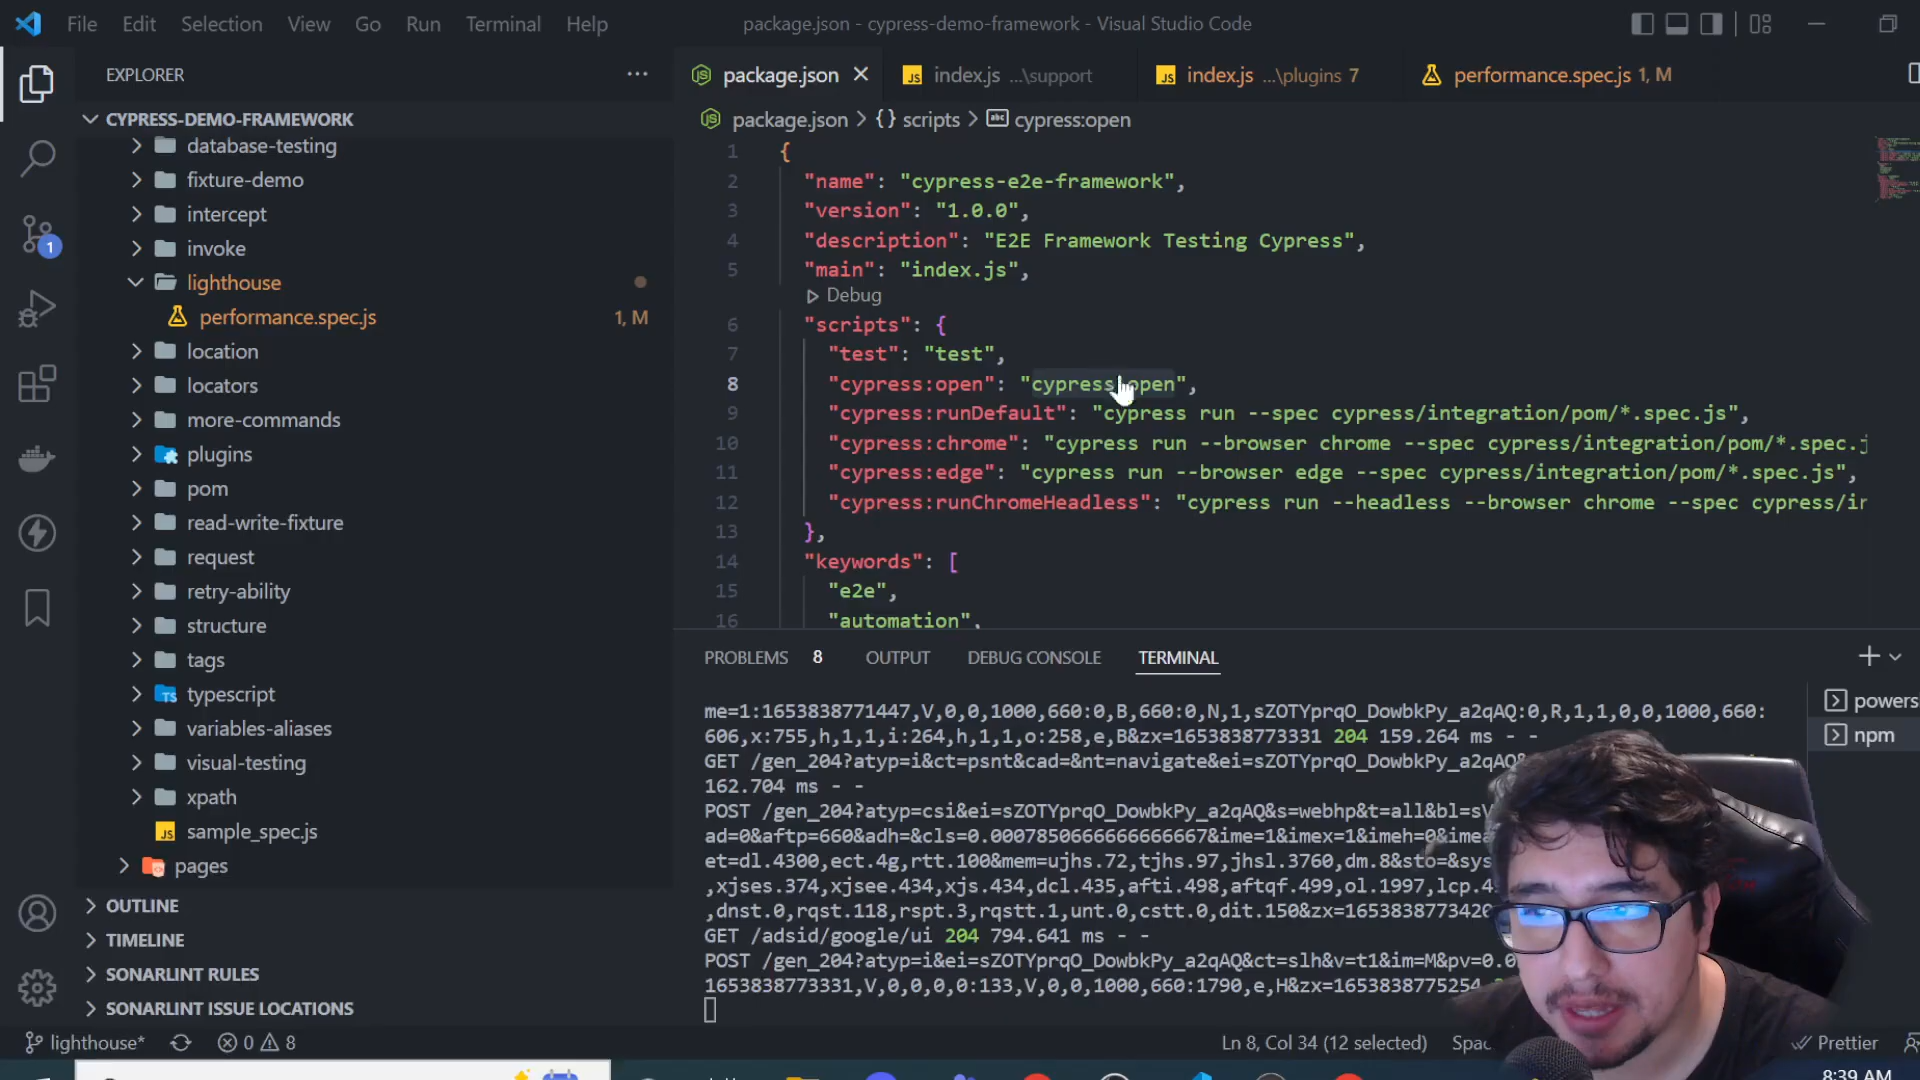 File Edit Selection View Go Run Terminal Help
package.json - cypress-demo-framework - Visual Studio Code
EXPLORER
CYPRESS-DEMO-FRAMEWORK
database-testing
fixture-demo
intercept
invoke
lighthouse
performance.spec.js 1, M
location
locators
more-commands
plugins
pom
read-write-fixture
request
retry-ability
structure
tags
TS typescript
variables-aliases
visual-testing
xpath
JS sample_spec.js
pages
OUTLINE
TIMELINE
SONARLINT RULES
SONARLINT ISSUE LOCATIONS
1
package.json
JS index.js ...\support
JS index.js ...\plugins 7
performance.spec.js 1, M
package.json > {} scripts > abc cypress:open
1 {
2 "name": "cypress-e2e-framework",
3 "version": "1.0.0",
4 "description": "E2E Framework Testing Cypress",
5 "main": "index.js",
Debug
6 "scripts": {
7 "test": "test",
8 "cypress:open": "cypress open",
9 "cypress:runDefault": "cypress run --spec cypress/integration/pom/*.spec.js",
10 "cypress:chrome": "cypress run --browser chrome --spec cypress/integration/pom/*.spec.j
11 "cypress:edge": "cypress run --browser edge --spec cypress/integration/pom/*.spec.js",
12 "cypress:runChromeHeadless": "cypress run --headless --browser chrome --spec cypress/in
13 },
14 "keywords": [
15 "e2e",
16 "automation",
PROBLEMS 8 OUTPUT DEBUG CONSOLE TERMINAL
me=1:1653838771447,V,0,0,1000,660:0,B,660:0,N,1,sZOTYprqO_DowbkPy_a2qAQ:0,R,1,1,0,0,1000,660:
606,x:755,h,1,1,i:264,h,1,1,o:258,e,B&zx=1653838773331 204 159.264 ms - -
GET /gen_204?atyp=i&ct=psnt&cad=&nt=navigate&ei=sZOTYprqO_DowbkPy_a2qAQ
162.704 ms - -
POST /gen_204?atyp=csi&ei=sZOTYprqO_DowbkPy_a2qAQ&s=webhp&t=all&bl=s
ad=0&aftp=660&adh=&cls=0.0007850666666666667&ime=1&imex=1&imeh=0&imea
et=dl.4300,ect.4g,rtt.100&mem=ujhs.72,tjhs.97,jhsl.3760,dm.8&sto=&sys
,xjses.374,xjsee.434,xjs.434,dcl.435,afti.498,aftqf.499,ol.1997,lcp.4
,dnst.0,rqst.118,rspt.3,rqstt.1,unt.0,cstt.0,dit.150&zx=165383877342
GET /adsid/google/ui 204 794.641 ms - -
POST /gen_204?atyp=i&ei=sZOTYprqO_DowbkPy_a2qAQ&ct=slh&v=t1&im=M&pv=0.
1653838773331,V,0,0,0,0:133,V,0,0,1000,660:1790,e,H&zx=1653838775254
powers
npm
lighthouse* 0 8
Ln 8, Col 34 (12 selected) Spac
Prettier
8:39 AM